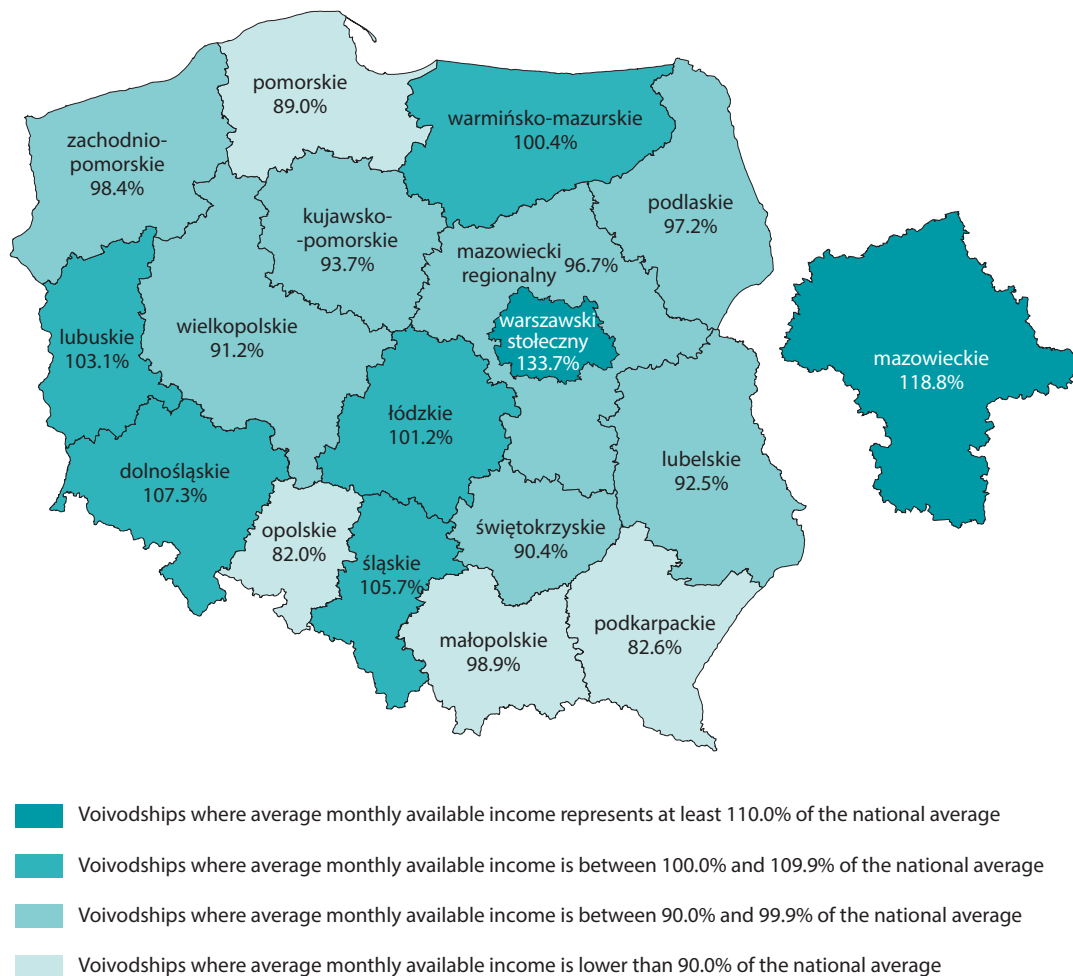 pomorskie
89.0%
warmińsko-mazurskie
100.4%
zachodnio-
pomorskie
98.4%
podlaskie
97.2%
kujawsko-
-pomorskie
93.7%
mazowiecki
regionalny
96.7%
lubuskie
103.1%
wielkopolskie
91.2%
warszawski
stołeczny
133.7%
mazowieckie
118.8%
łódzkie
101.2%
dolnośląskie
107.3%
lubelskie
92.5%
opolskie
82.0%
śląskie
105.7%
świętokrzyskie
90.4%
małopolskie
98.9%
podkarpackie
82.6%
Voivodships where average monthly available income represents at least 110.0% of the national average
Voivodships where average monthly available income is between 100.0% and 109.9% of the national average
Voivodships where average monthly available income is between 90.0% and 99.9% of the national average
Voivodships where average monthly available income is lower than 90.0% of the national average